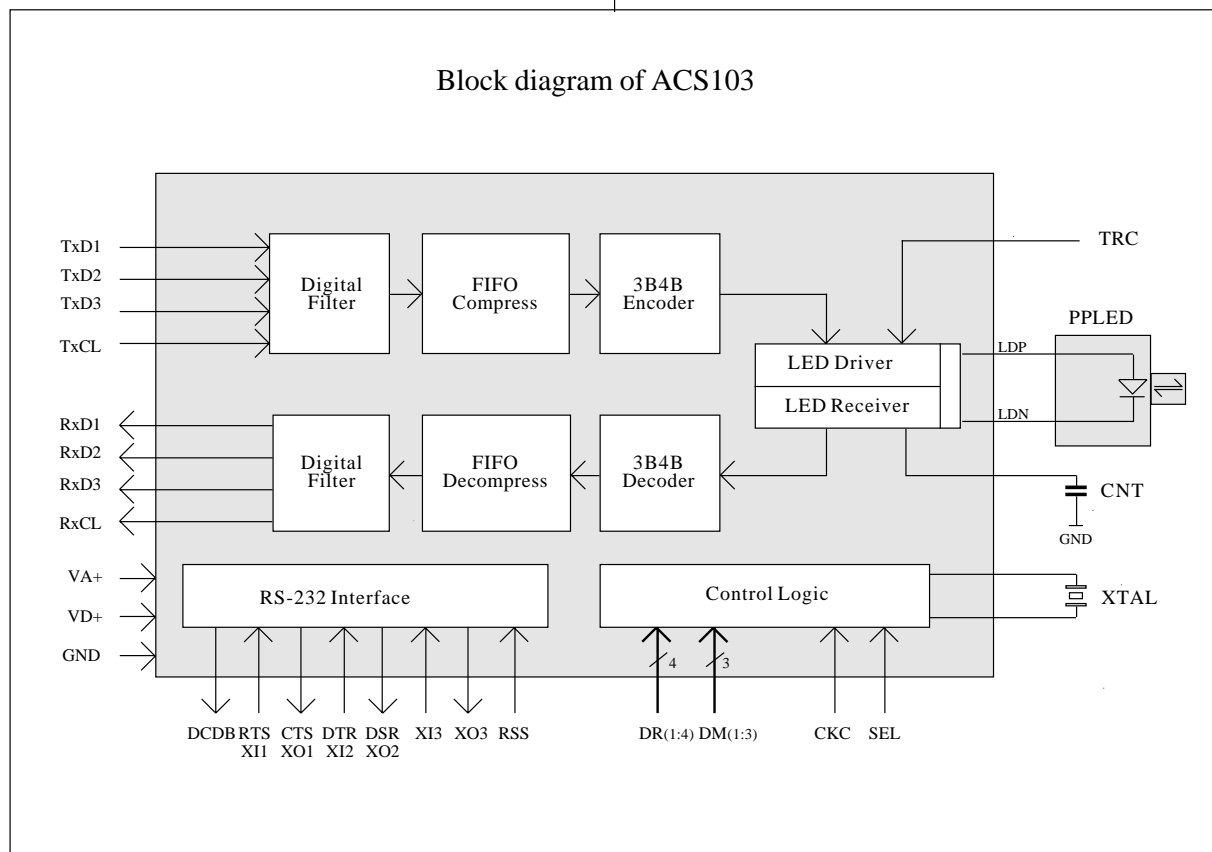 Block diagram of ACS103
TxD1
TxD2
TxD3
TxCL
Digital
Filter
FIFO
Compress
3B4B
Encoder
TRC
PPLED
LED Driver
LED Receiver
LDP
LDN
RxD1
RxD2
RxD3
RxCL
Digital
Filter
FIFO
Decompress
3B4B
Decoder
CNT
GND
VA+
VD+
GND
RS-232 Interface
Control Logic
XTAL
4
3
DCDB RTS CTS DTR DSR XI3 XO3 RSS
XI1 XO1 XI2 XO2
DR(1:4) DM(1:3) CKC SEL